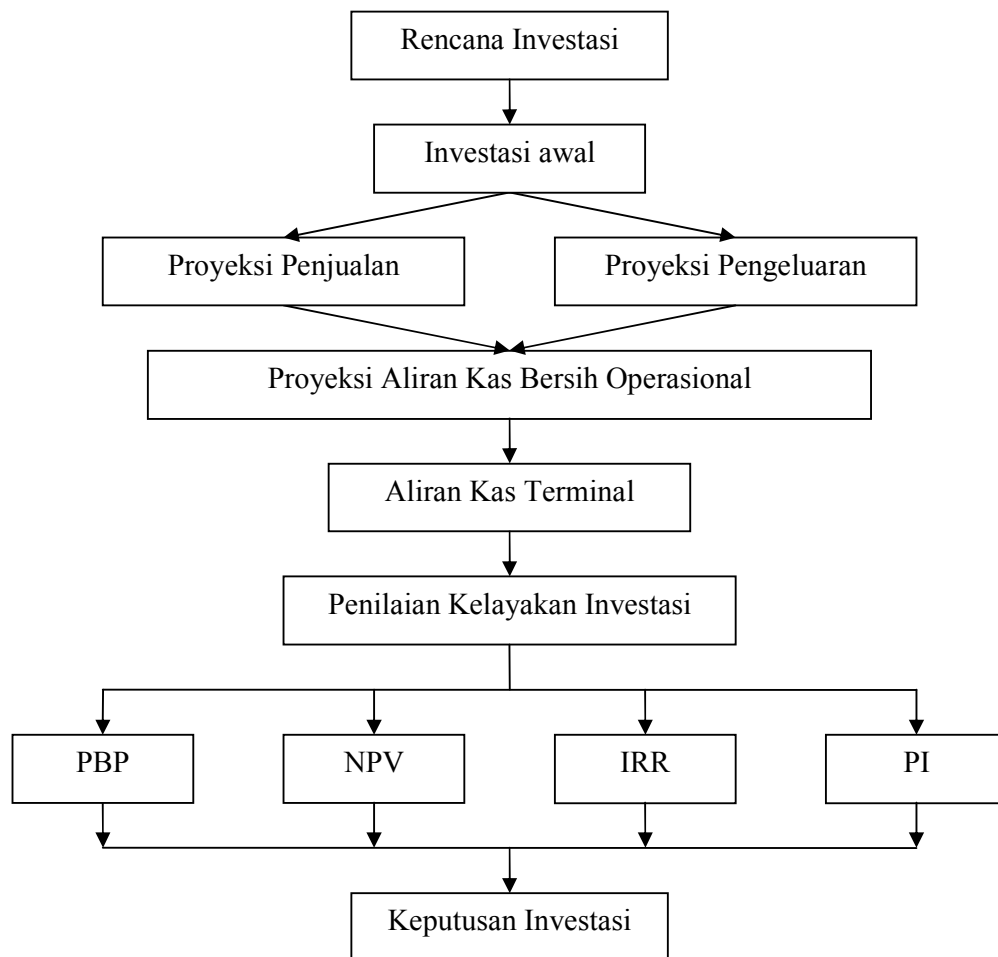 Rencana Investasi
Investasi awal
Proyeksi Penjualan
Proyeksi Pengeluaran
Proyeksi Aliran Kas Bersih Operasional
Aliran Kas Terminal
Penilaian Kelayakan Investasi
PBP
NPV
IRR
PI
Keputusan Investasi